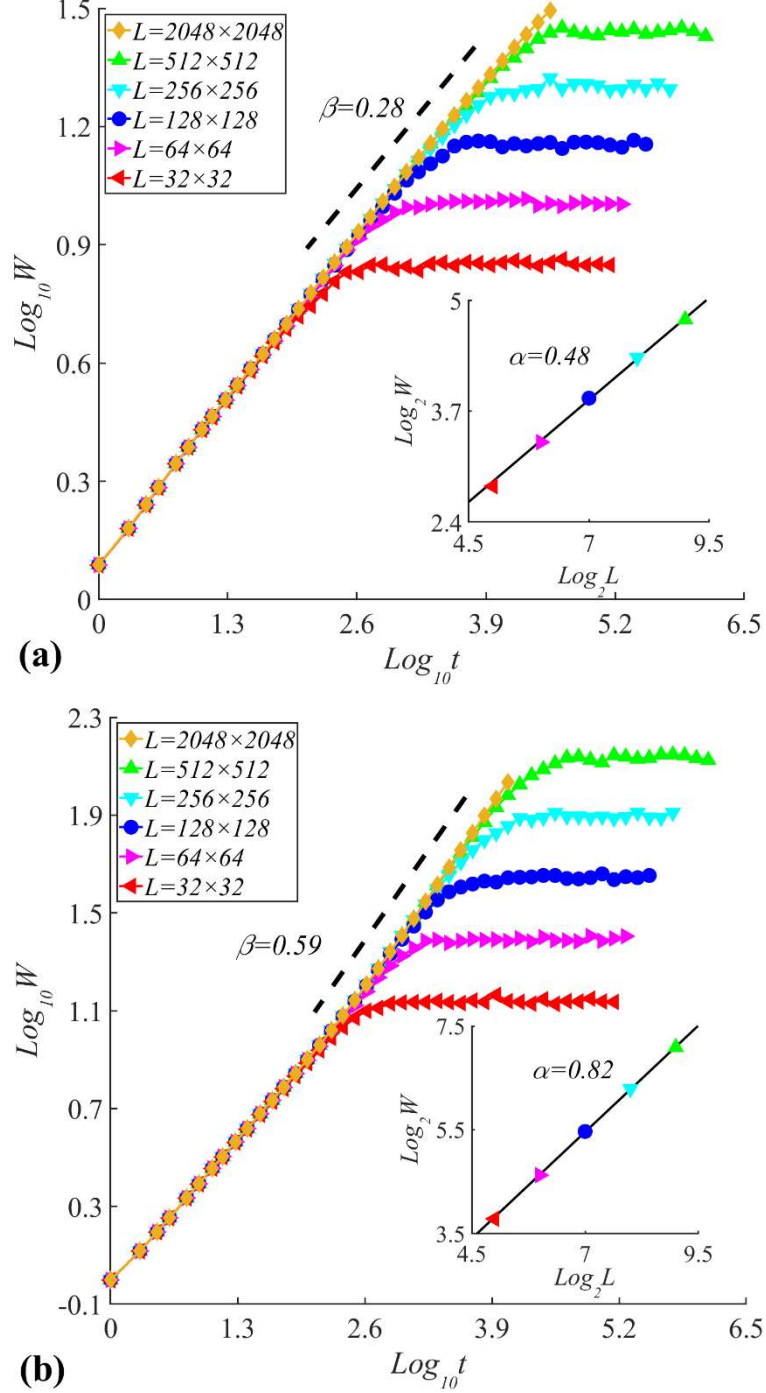 1.5
L=2048×2048
L=512×512
L=256×256
L=128×128
L=64×64
L=32×32
β=0.28
1.2
0.9
0.6
0.3
0
Log₁₀W
5
3.7
2.4
Log₂W
α=0.48
4.5 7 9.5
Log₂L
0 1.3 2.6 3.9 5.2 6.5
(a)
Log₁₀t
2.3
L=2048×2048
L=512×512
L=256×256
L=128×128
L=64×64
L=32×32
1.9
1.5
β=0.59
1.1
0.7
0.3
-0.1
Log₁₀W
7.5
5.5
3.5
Log₂W
α=0.82
4.5 7 9.5
Log₂L
0 1.3 2.6 3.9 5.2 6.5
(b)
Log₁₀t